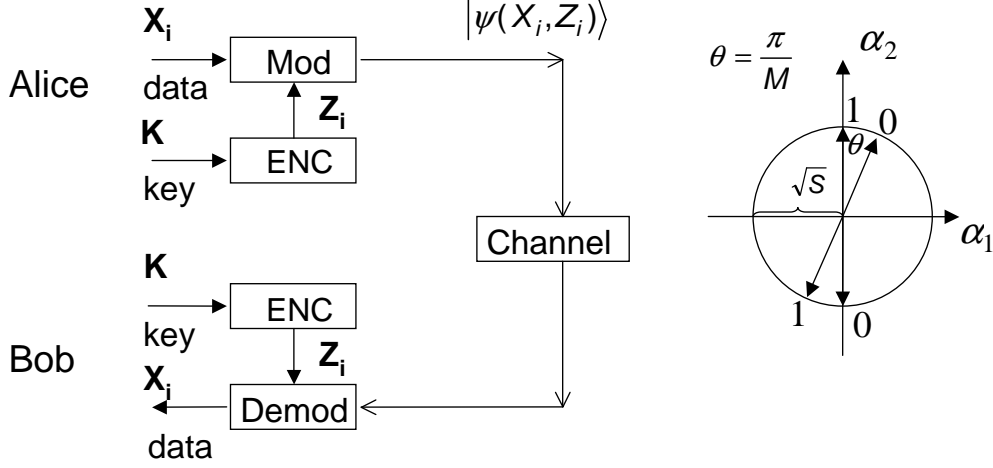 Alice
X_i
data
Mod
|ψ(X_i, Z_i)⟩
Z_i
K
key
ENC
Channel
K
key
ENC
Z_i
Bob
X_i
data
Demod
θ = π/M
α_2
1
0
θ
√S
α_1
1
0